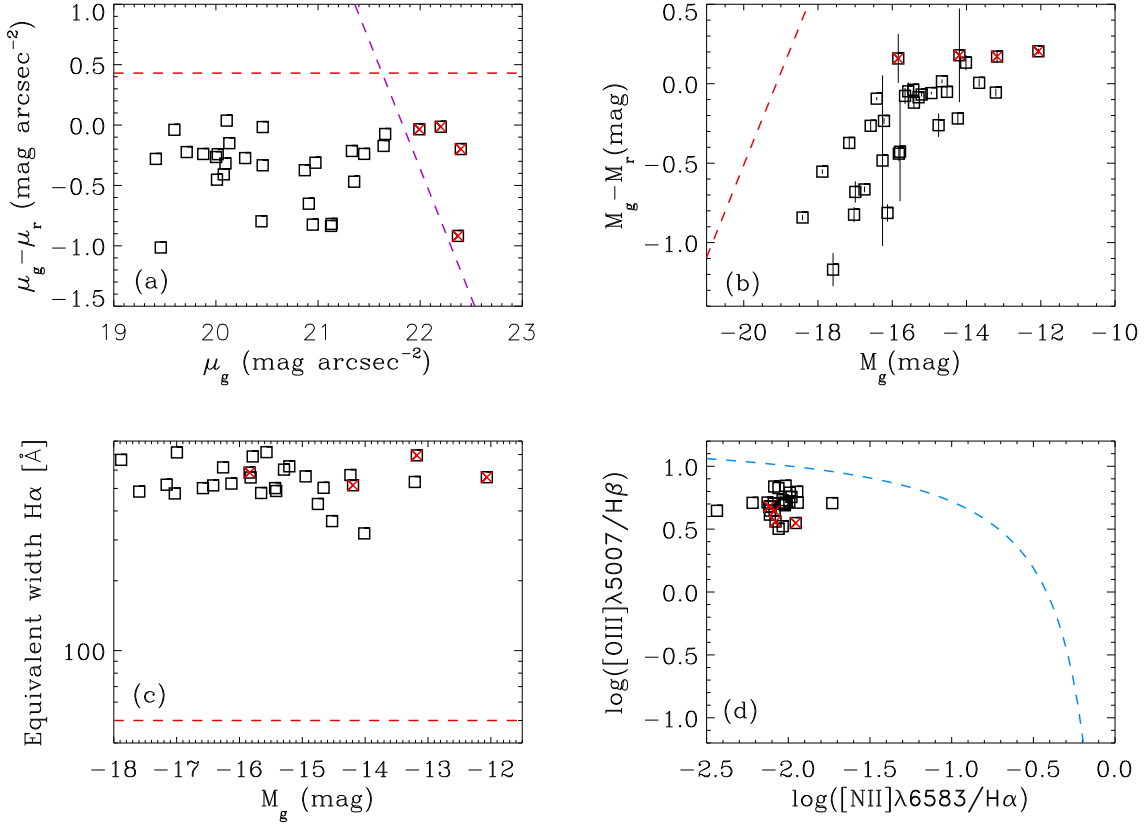 1.0
0.5
0.0
−0.5
−1.0
−1.5
μg−μr (mag arcsec−2)
(a)
19 20 21 22 23
μg (mag arcsec−2)
0.5
0.0
−0.5
−1.0
Mg−Mr(mag)
(b)
−20 −18 −16 −14 −12 −10
Mg(mag)
100
Equivalent width Hα [Å]
(c)
−18 −17 −16 −15 −14 −13 −12
Mg (mag)
1.0
0.5
0.0
−0.5
−1.0
log([OIII]λ5007/Hβ)
(d)
−2.5 −2.0 −1.5 −1.0 −0.5 0.0
log([NII]λ6583/Hα)